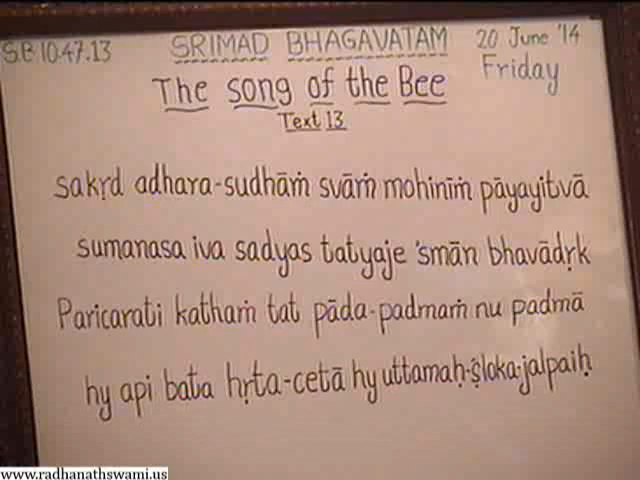 S.B 10.47.13 SRIMAD BHAGAVATAM 20 June '14
The song of the Bee Friday
Text 13
sakṛd adhara-sudhāṁ svāṁ mohinīṁ pāyayitvā
sumanasa iva sadyas tatyaje 'smān bhavādṛk
Paricarati kathaṁ tat pāda-padmaṁ nu padmā
hy api bata hṛta-cetā hy uttamaḥ-śloka-jalpaiḥ
www.radhanathswami.us